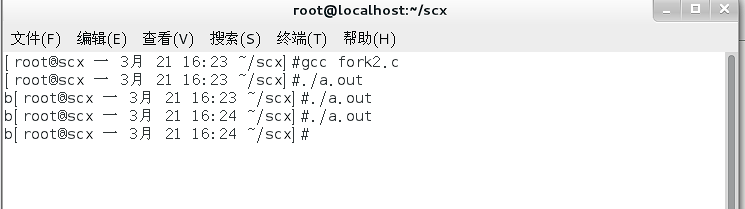 root@localhost:~/scx
文件(F) 编辑(E) 查看(V) 搜索(S) 终端(T) 帮助(H)
[root@scx 一 3月 21 16:23 ~/scx]#gcc fork2.c
[root@scx 一 3月 21 16:23 ~/scx]#./a.out
b[root@scx 一 3月 21 16:23 ~/scx]#./a.out
b[root@scx 一 3月 21 16:24 ~/scx]#./a.out
b[root@scx 一 3月 21 16:24 ~/scx]#